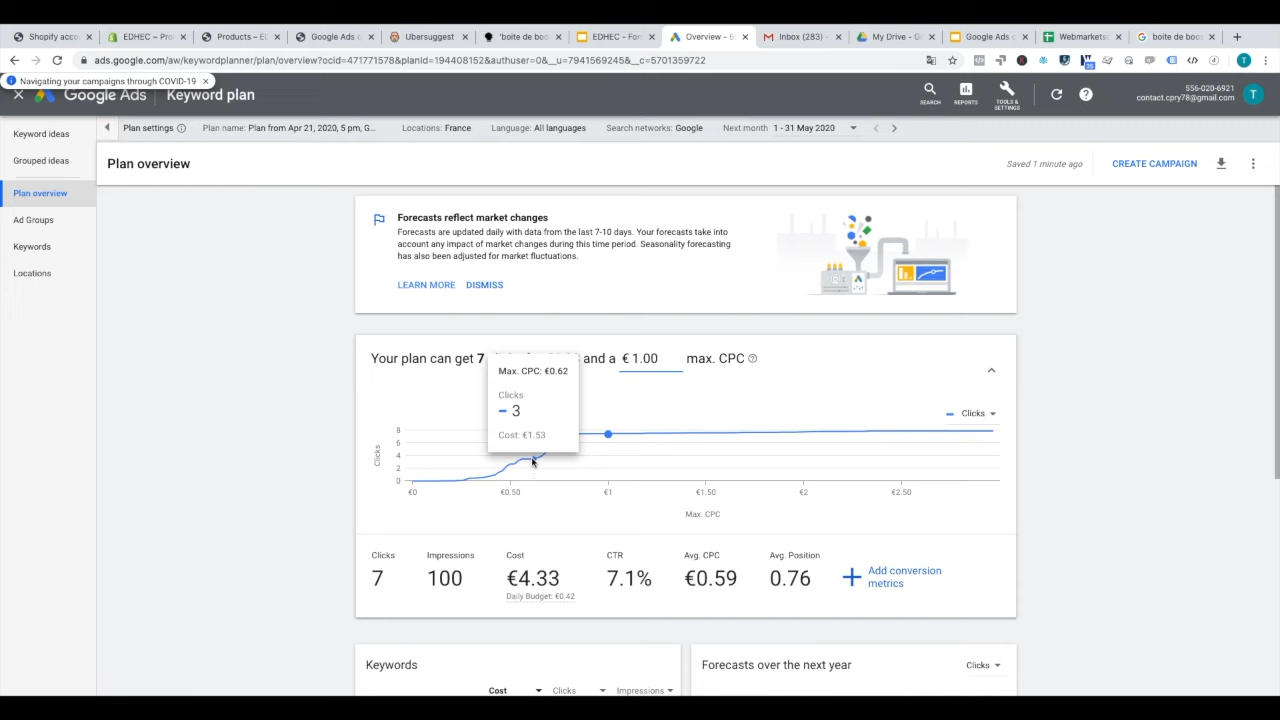 Shopify acco
EDHEC – Pro
Products – E
Google Ads o
Ubersuggest
'boite de boo
EDHEC – For
Overview – 5
Inbox (283) –
My Drive – G
Google Ads o
Webmarketi
boite de boos
ads.google.com/aw/keywordplanner/plan/overview?ocid=471771578&planId=194408152&authuser=0&__u=7941569245&__c=5701359722
Navigating your campaigns through COVID-19
Google Ads
Keyword plan
SEARCH
REPORTS
TOOLS &
SETTINGS
556-020-6921
contact.cpry78@gmail.com
T
Keyword ideas
Grouped ideas
Plan overview
Ad Groups
Keywords
Locations
Plan settings
Plan name: Plan from Apr 21, 2020, 5 pm, G...
Locations: France
Language: All languages
Search networks: Google
Next month 1 - 31 May 2020
Plan overview
Saved 1 minute ago
CREATE CAMPAIGN
Forecasts reflect market changes
Forecasts are updated daily with data from the last 7-10 days. Your forecasts take into
account any impact of market changes during this time period. Seasonality forecasting
has also been adjusted for market fluctuations.
LEARN MORE DISMISS
Your plan can get 7 and a € 1.00 max. CPC
Max. CPC: €0.62
Clicks
3
Cost: €1.53
Clicks
Clicks
8
6
4
2
0
€0 €0.50 €1 €1.50 €2 €2.50
Max. CPC
Clicks Impressions Cost CTR Avg. CPC Avg. Position
7 100 €4.33 7.1% €0.59 0.76
Daily Budget: €0.42
Add conversion
metrics
Keywords
Cost Clicks Impressions
Forecasts over the next year
Clicks